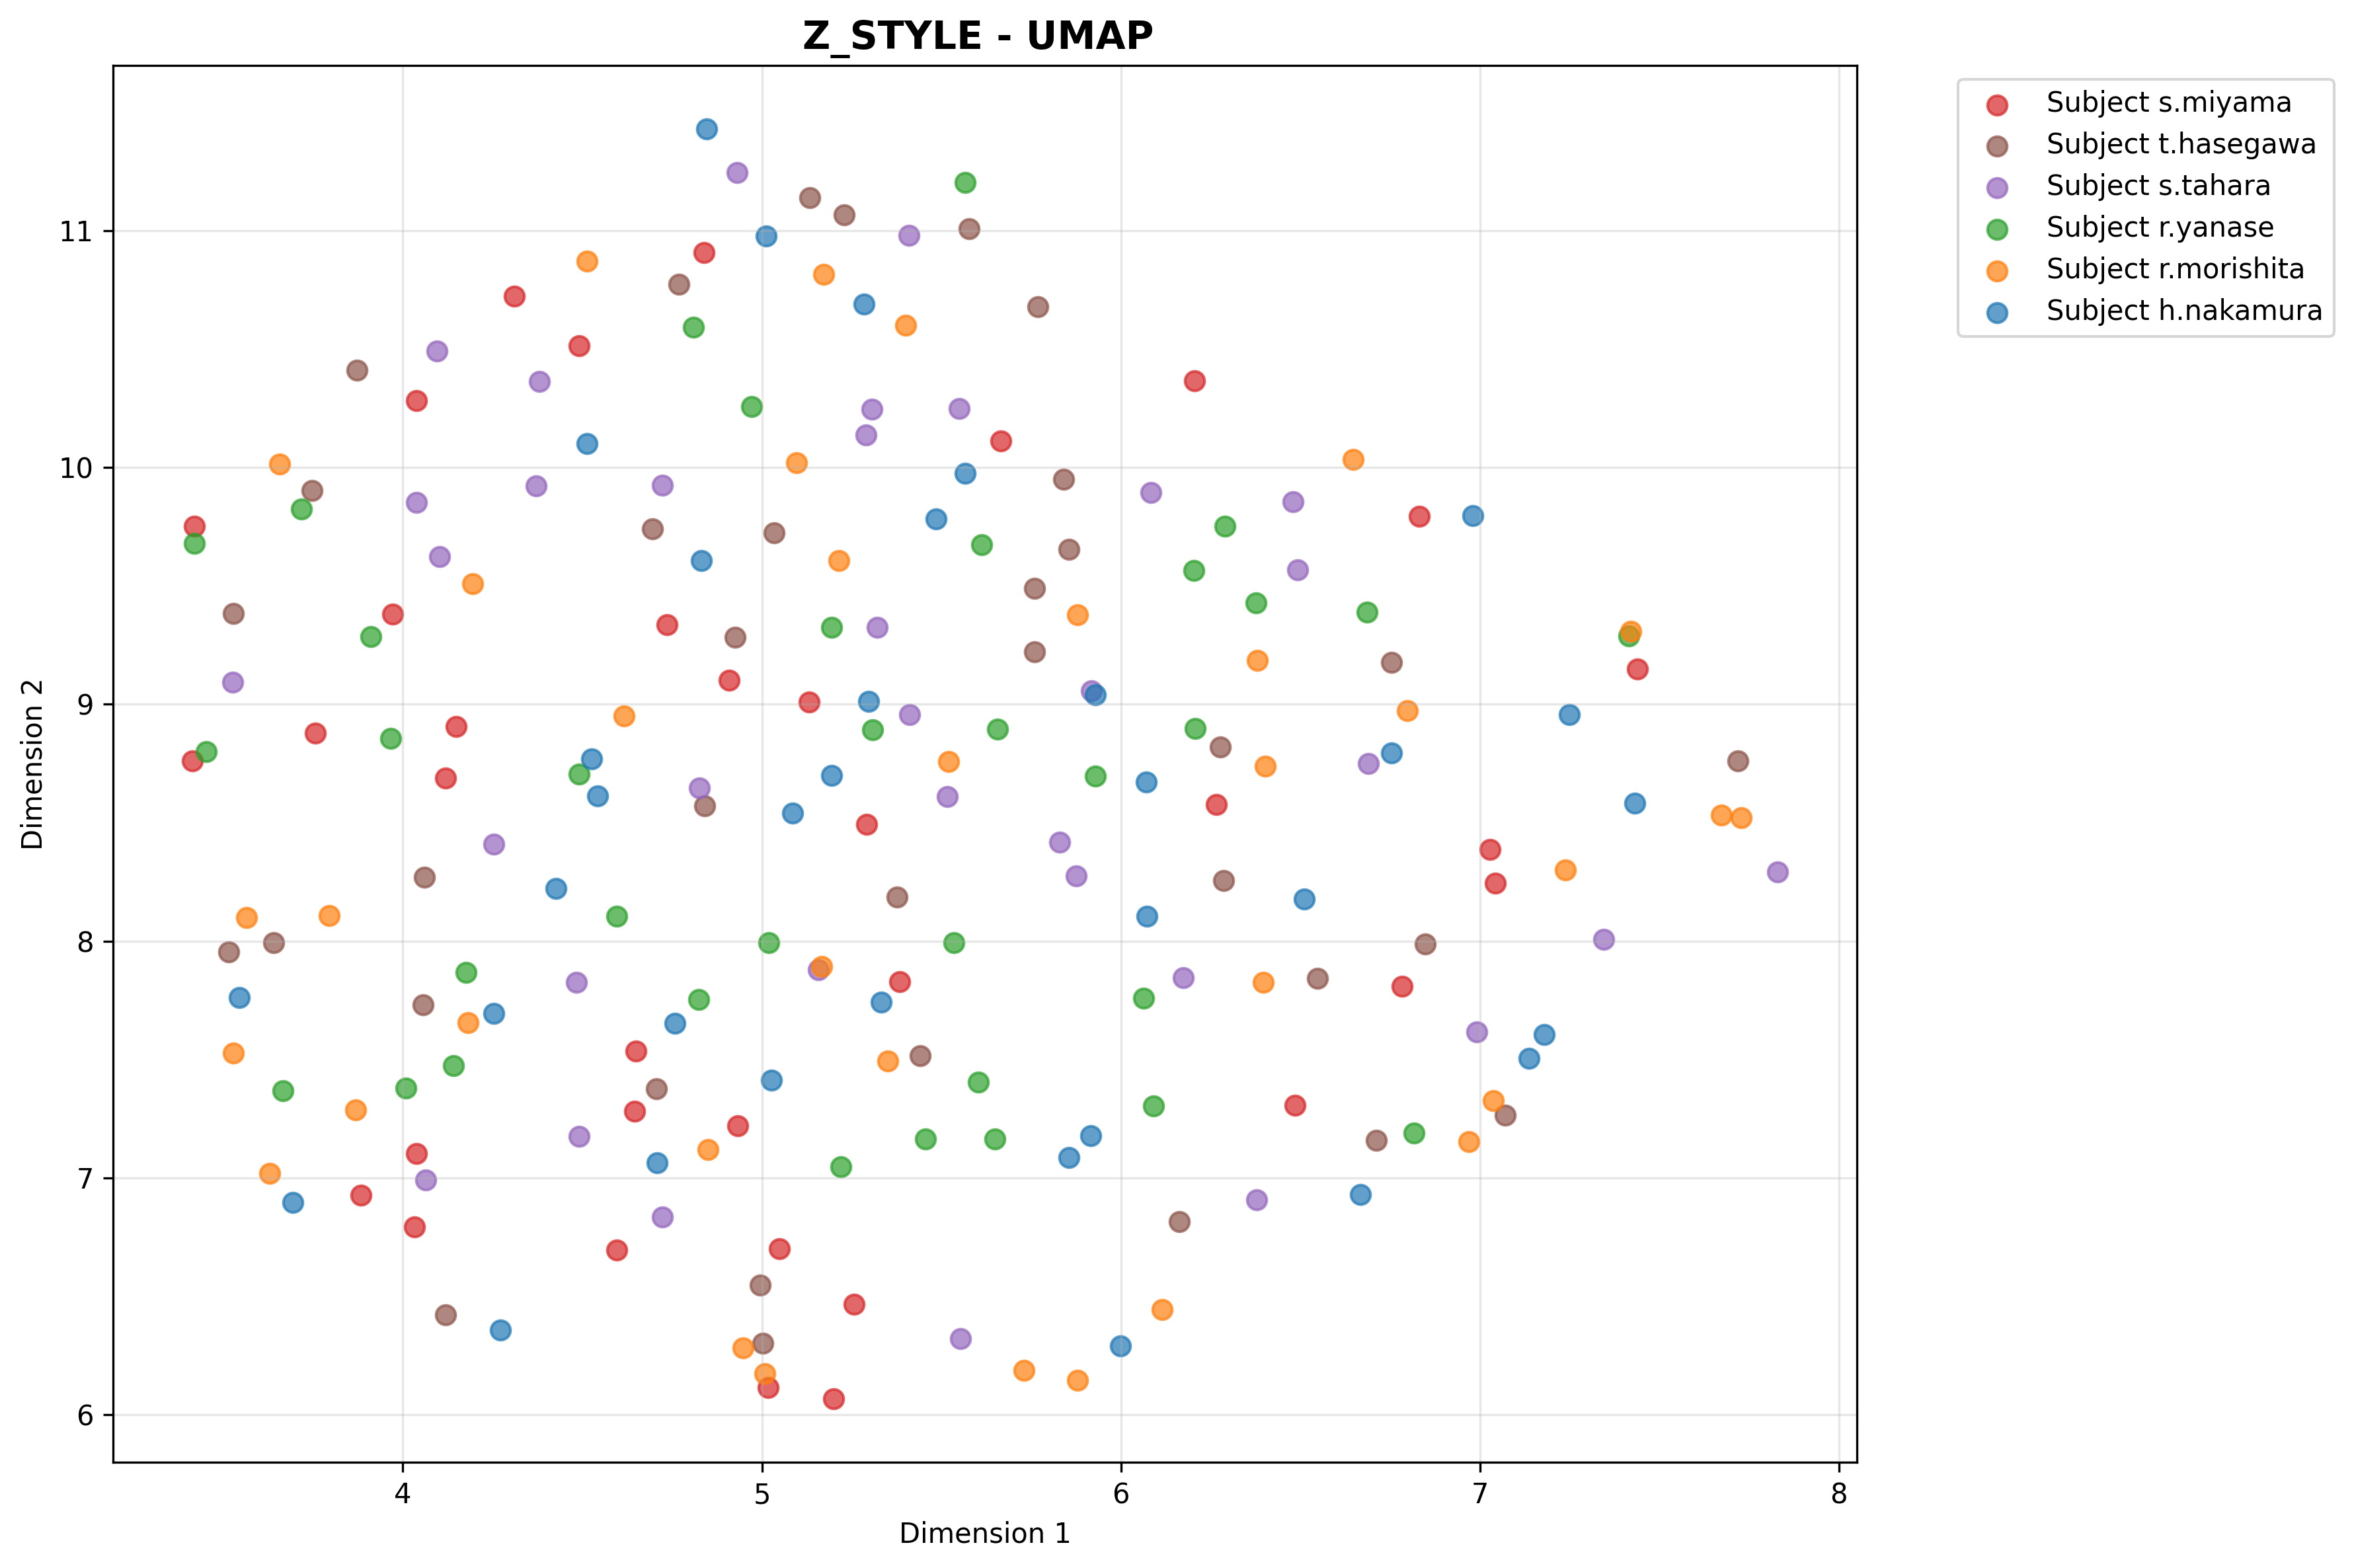 Z_STYLE - UMAP
Subject s.miyama
Subject t.hasegawa
Subject s.tahara
Subject r.yanase
Subject r.morishita
Subject h.nakamura
Dimension 2
11
10
9
8
7
6
4 5 6 7 8
Dimension 1